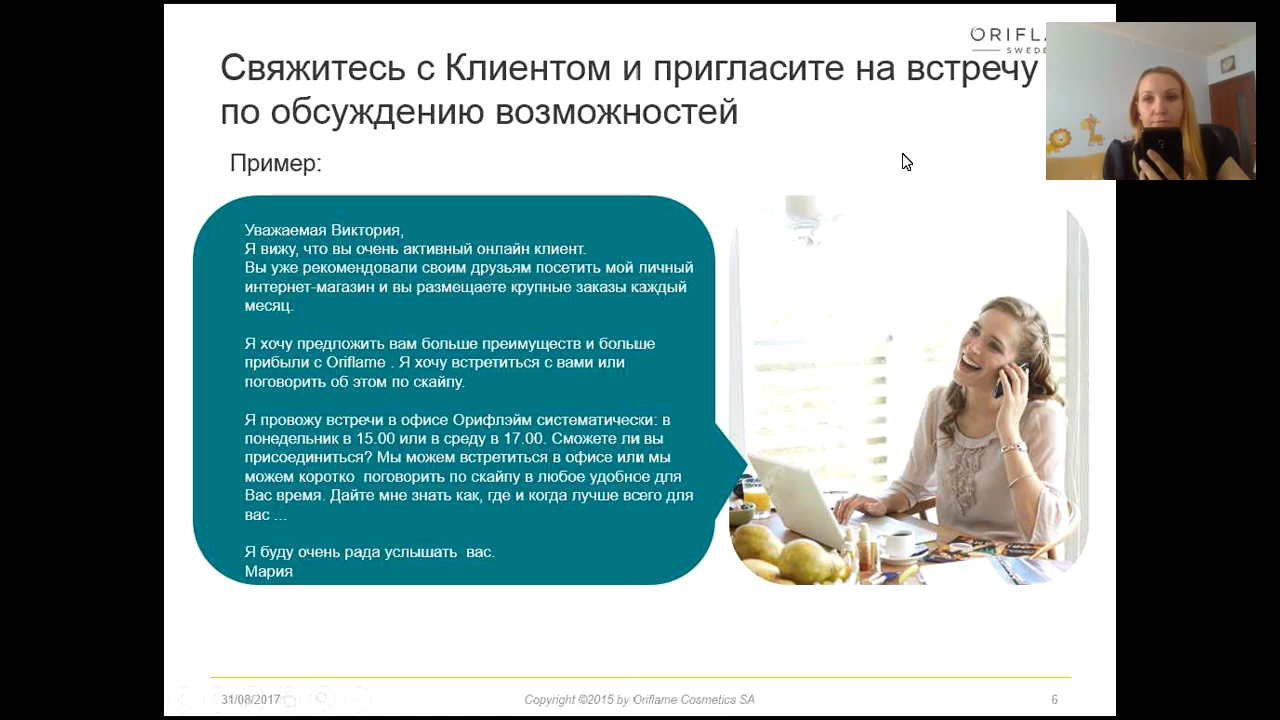 ORIFL
SWEDE
Свяжитесь с Клиентом и пригласите на встречу
по обсуждению возможностей
Пример:
Уважаемая Виктория,
Я вижу, что вы очень активный онлайн клиент.
Вы уже рекомендовали своим друзьям посетить мой личный
интернет-магазин и вы размещаете крупные заказы каждый
месяц.
Я хочу предложить вам больше преимуществ и больше
прибыли с Oriflame . Я хочу встретиться с вами или
поговорить об этом по скайпу.
Я провожу встречи в офисе Орифлэйм систематически: в
понедельник в 15.00 или в среду в 17.00. Сможете ли вы
присоединиться? Мы можем встретиться в офисе или мы
можем коротко поговорить по скайпу в любое удобное для
Вас время. Дайте мне знать как, где и когда лучше всего для
вас ...
Я буду очень рада услышать вас.
Мария
31/08/2017
Copyright ©2015 by Oriflame Cosmetics SA
6